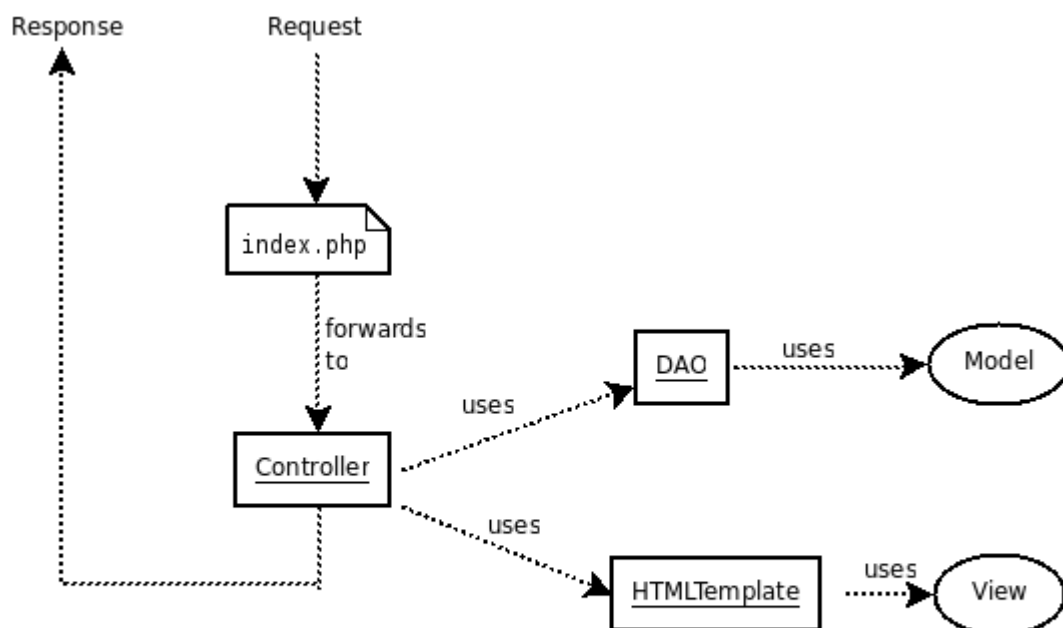 Response
Request
index.php
forwards
to
DAO
uses
Model
uses
Controller
uses
HTMLTemplate
uses
View